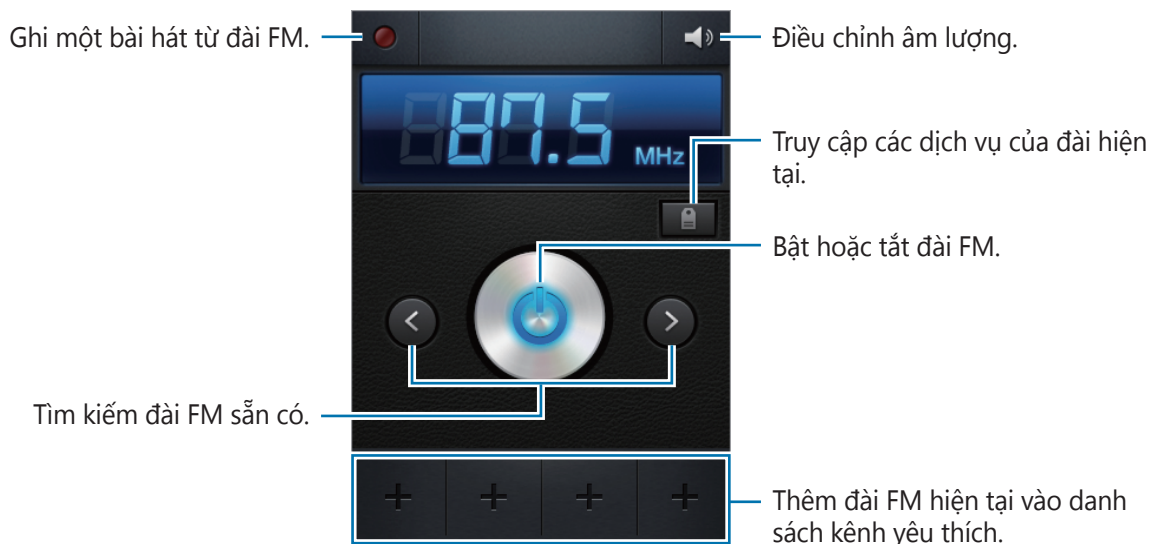 Ghi một bài hát từ đài FM.
Điều chỉnh âm lượng.
87.5 MHz
Truy cập các dịch vụ của đài hiện
tại.
Bật hoặc tắt đài FM.
Tìm kiếm đài FM sẵn có.
Thêm đài FM hiện tại vào danh
sách kênh yêu thích.